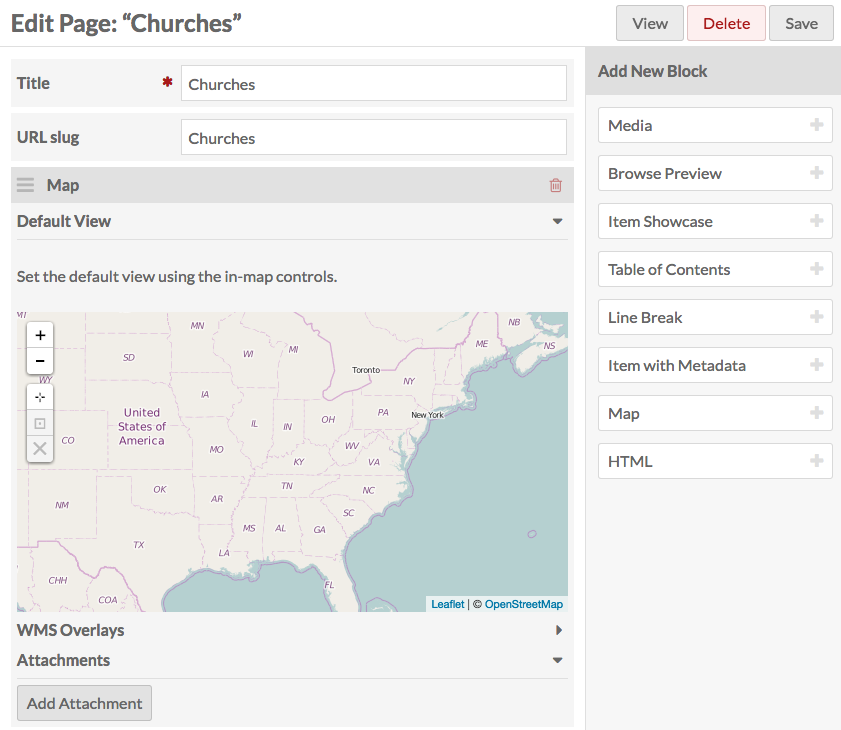 Edit Page: “Churches”
View
Delete
Save
Title
Churches
URL slug
Churches
Map
Default View
Set the default view using the in-map controls.
MN
NB
ME
NS
SD
WI
MI
Toronto
WY
NY
IA
New York
United
States of
America
PA
IL
IN
OH
CO
MO
WV
KY
VA
OK
TN
NC
NM
AR
SC
MS
AL
GA
TX
LA
CHH
FL
COA
Leaflet | © OpenStreetMap
WMS Overlays
Attachments
Add Attachment
Add New Block
Media
Browse Preview
Item Showcase
Table of Contents
Line Break
Item with Metadata
Map
HTML